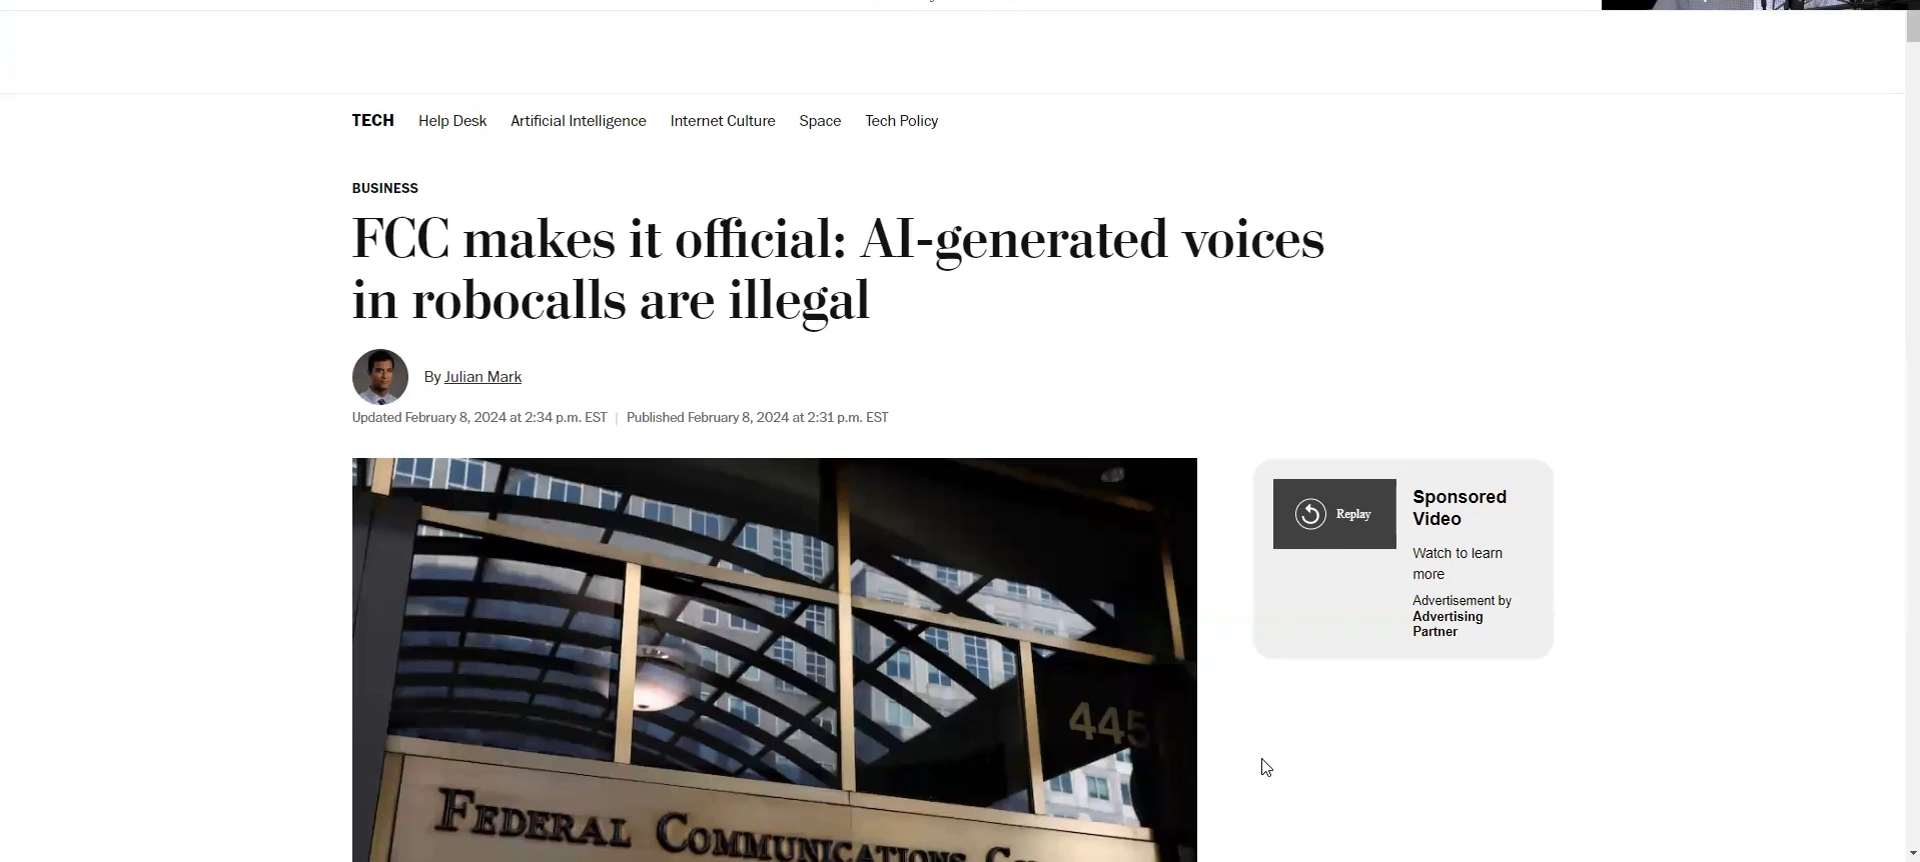 TECH Help Desk Artificial Intelligence Internet Culture Space Tech Policy
BUSINESS
FCC makes it official: AI-generated voices
in robocalls are illegal
By Julian Mark
Updated February 8, 2024 at 2:34 p.m. EST | Published February 8, 2024 at 2:31 p.m. EST
Replay
Sponsored
Video
Watch to learn
more
Advertisement by
Advertising
Partner
445
FEDERAL COMMUNICATIONS